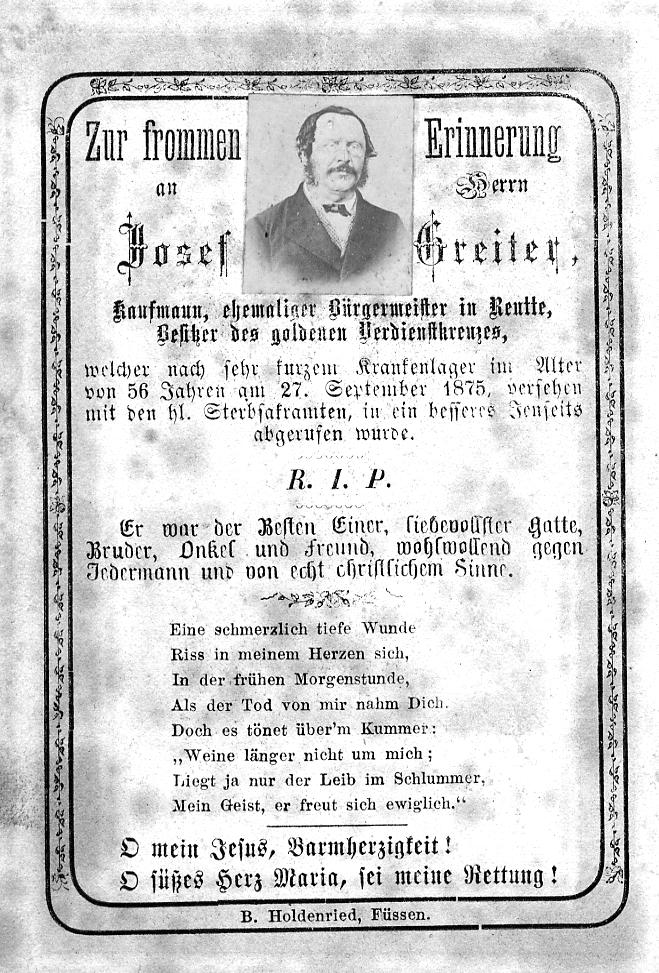 Zur frommen Erinnerung
an Herrn
Josef Greiter,
Kaufmann, ehemaliger Bürgermeister in Reutte,
Besitzer des goldenen Verdienstkreuzes,
welcher nach sehr kurzem Krankenlager im Alter
von 56 Jahren am 27. September 1875, versehen
mit den hl. Sterbsakramten, in ein besseres Jenseits
abgerufen wurde.
R. I. P.
Er war der Besten Einer, liebevollster Gatte,
Bruder, Onkel und Freund, wohlwollend gegen
Jedermann und von echt christlichem Sinne.
Eine schmerzlich tiefe Wunde
Riss in meinem Herzen sich,
In der frühen Morgenstunde,
Als der Tod von mir nahm Dich.
Doch es tönet über'm Kummer:
„Weine länger nicht um mich;
Liegt ja nur der Leib im Schlummer,
Mein Geist, er freut sich ewiglich.“
O mein Jesus, Barmherzigkeit!
O süßes Herz Maria, sei meine Rettung!
B. Holdenried, Füssen.